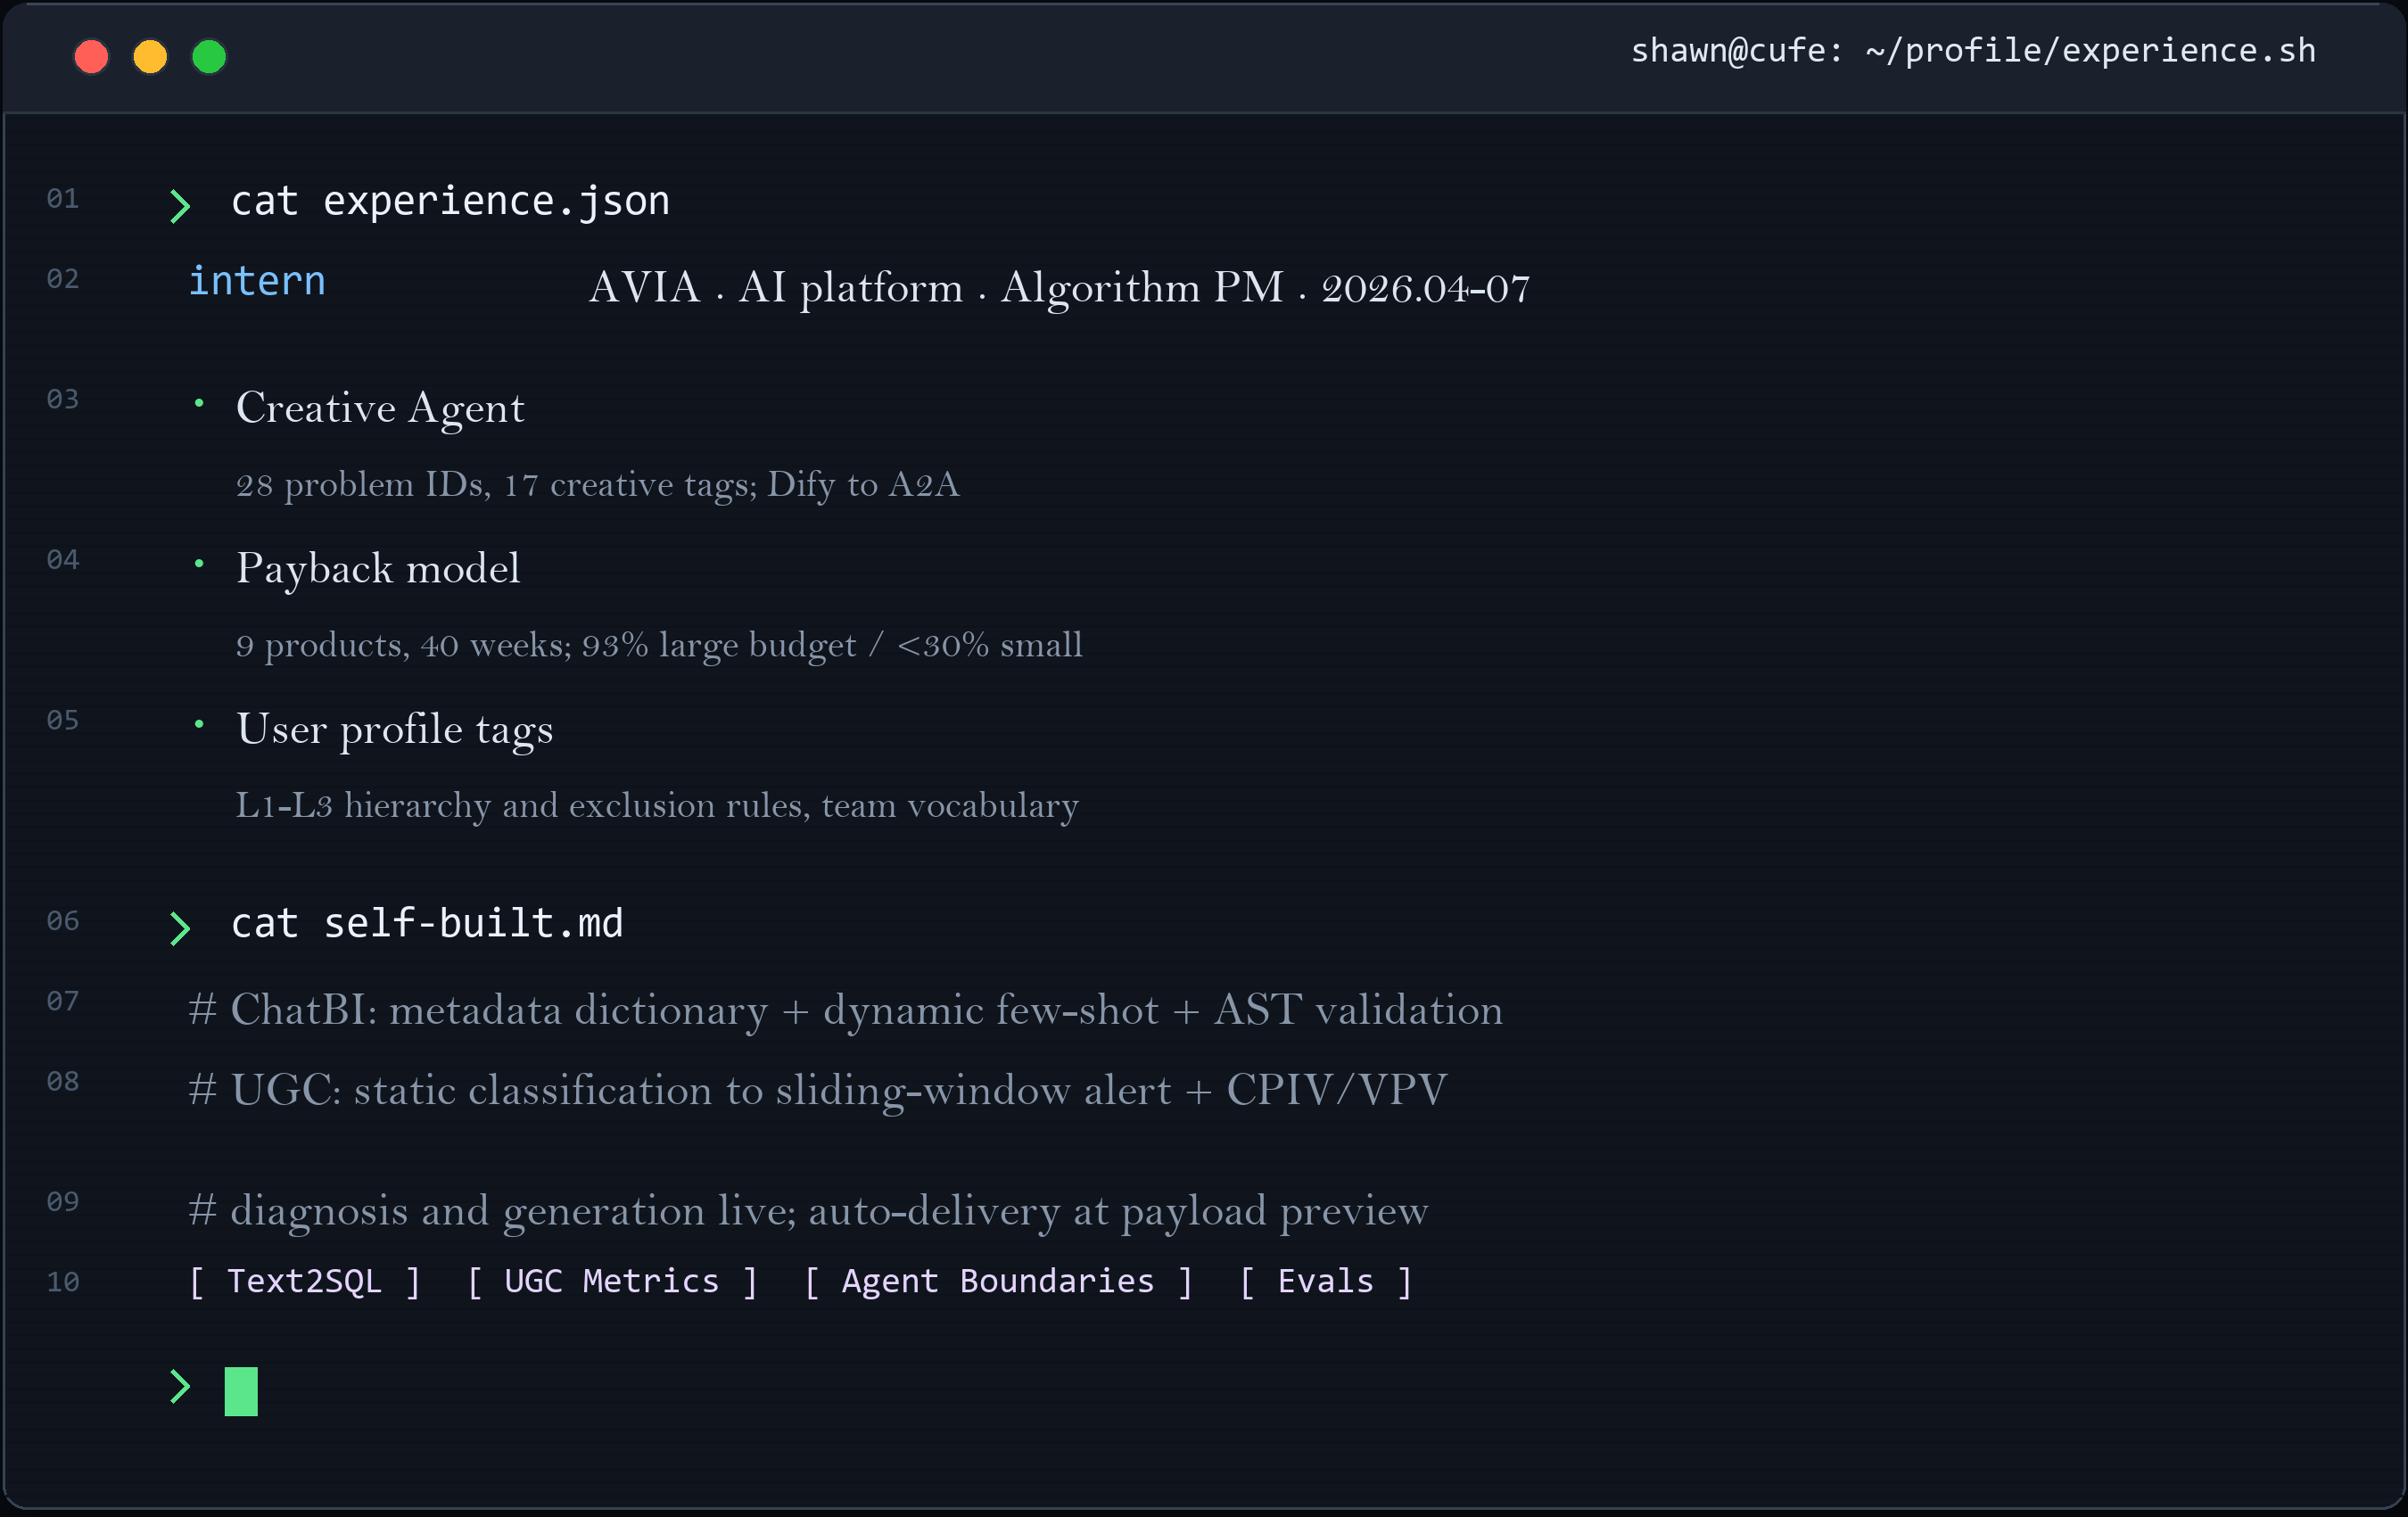 shawn@cufe: ~/profile/experience.sh
01 > cat experience.json
02 intern AVIA · AI platform · Algorithm PM · 2026.04-07
03 · Creative Agent
28 problem IDs, 17 creative tags; Dify to A2A
04 · Payback model
9 products, 40 weeks; 93% large budget / <30% small
05 · User profile tags
L1-L3 hierarchy and exclusion rules, team vocabulary
06 > cat self-built.md
07 # ChatBI: metadata dictionary + dynamic few-shot + AST validation
08 # UGC: static classification to sliding-window alert + CPIV/VPV
09 # diagnosis and generation live; auto-delivery at payload preview
10 [ Text2SQL ] [ UGC Metrics ] [ Agent Boundaries ] [ Evals ]
>